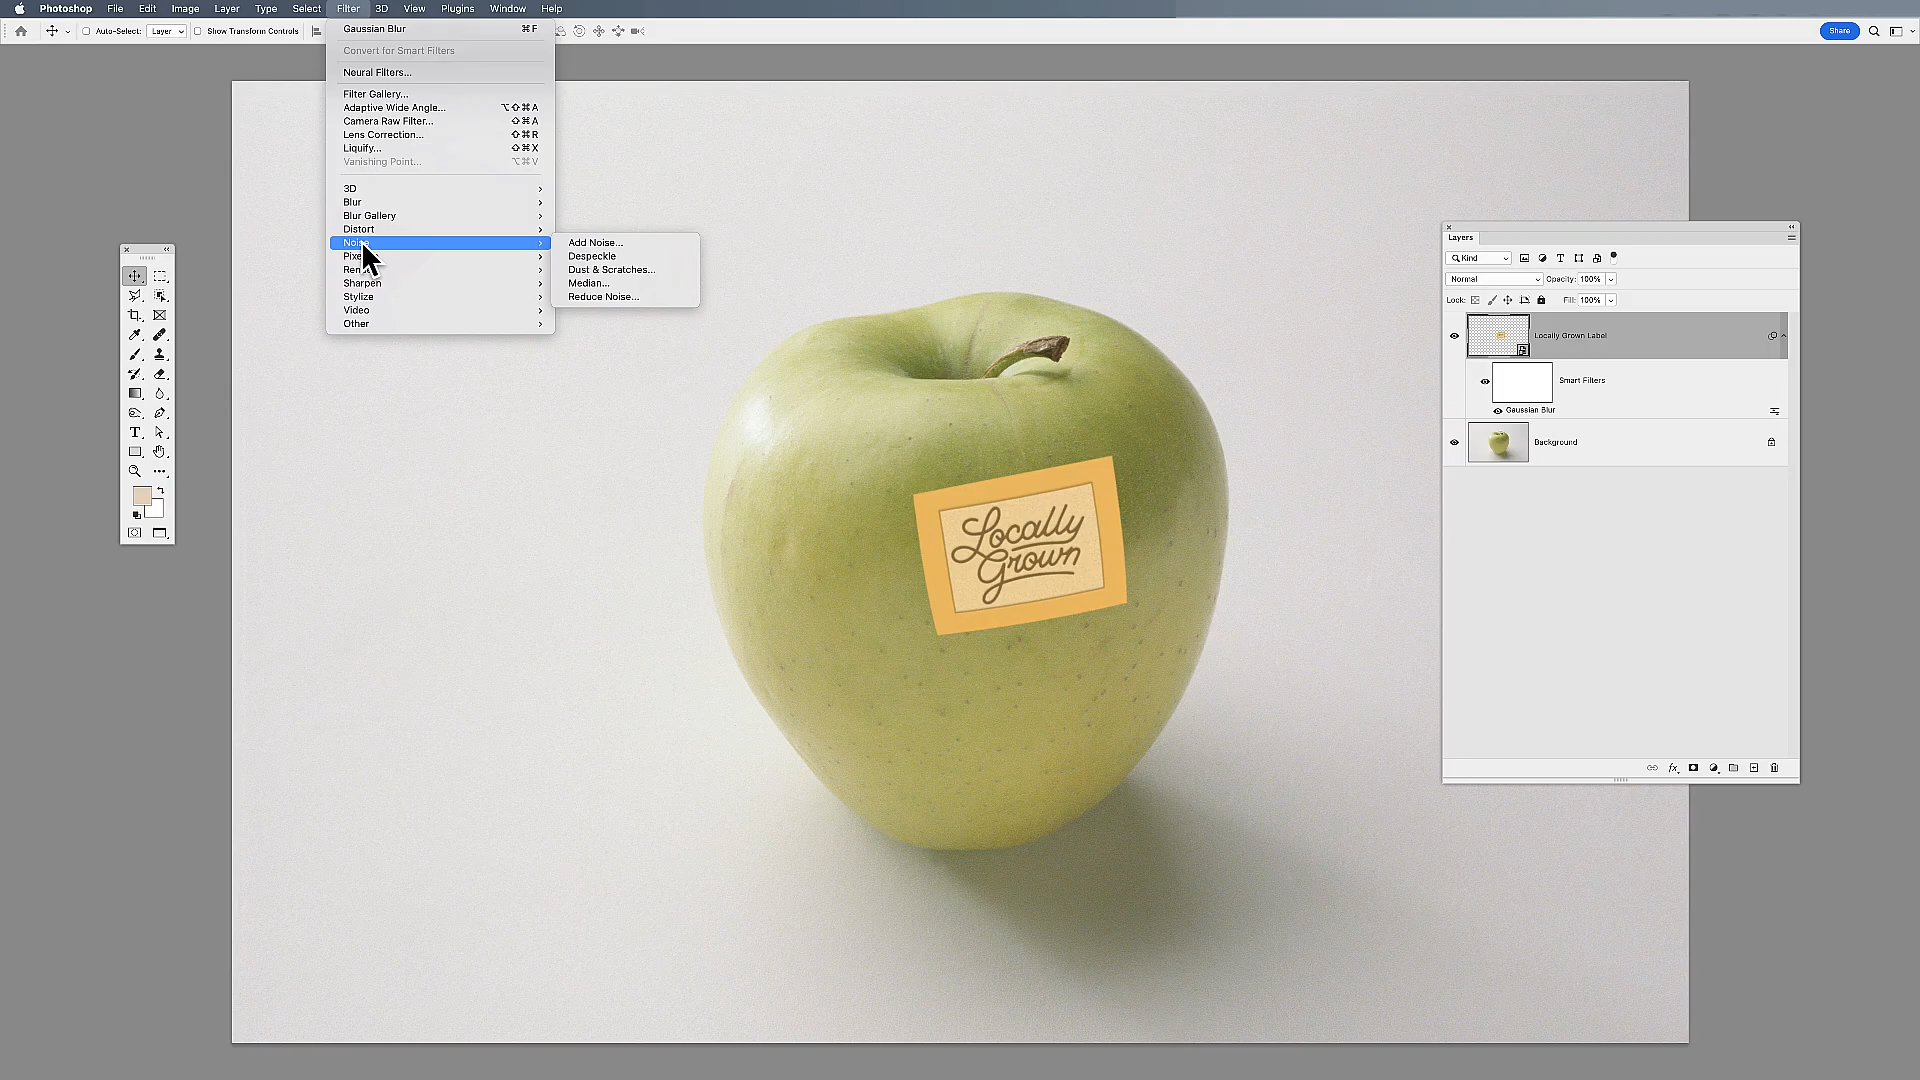 Photoshop File Edit Image Layer Type Select Filter 3D View Plugins Window Help
Auto-Select: Layer Show Transform Controls Share
Gaussian Blur ⌘F
Convert for Smart Filters
Neural Filters...
Filter Gallery...
Adaptive Wide Angle... ⌥⇧⌘A
Camera Raw Filter... ⇧⌘A
Lens Correction... ⇧⌘R
Liquify... ⇧⌘X
Vanishing Point... ⌥⌘V
3D
Blur
Blur Gallery
Distort
Noise
Sharpen
Stylize
Video
Other
Add Noise...
Despeckle
Dust & Scratches...
Median...
Reduce Noise...
Locally
Grown
Layers
Kind
Normal Opacity: 100%
Lock: Fill: 100%
Locally Grown Label
Smart Filters
Gaussian Blur
Background